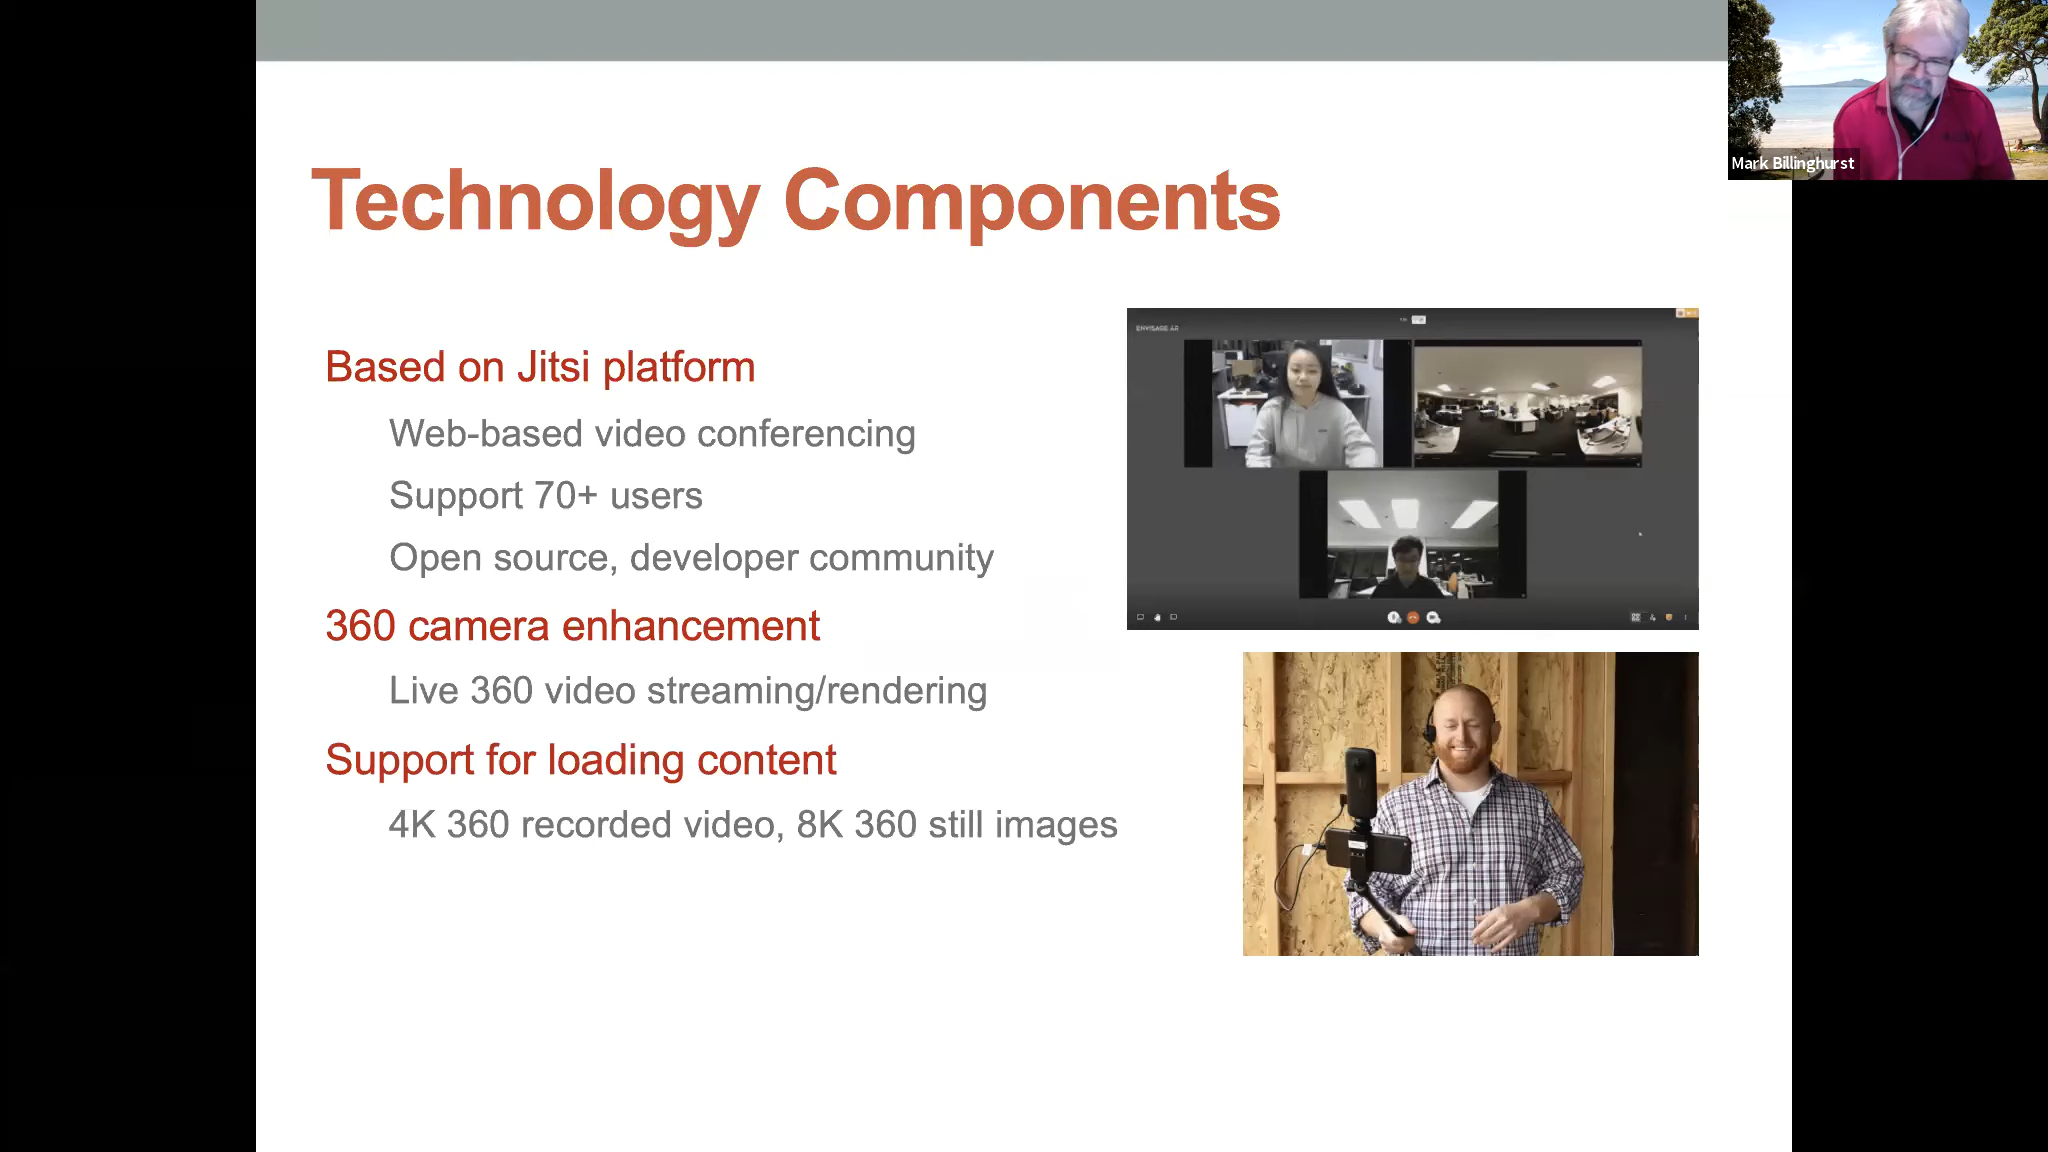 Technology Components
Mark Billinghurst
Based on Jitsi platform
Web-based video conferencing
Support 70+ users
Open source, developer community
360 camera enhancement
Live 360 video streaming/rendering
Support for loading content
4K 360 recorded video, 8K 360 still images
ENVISAGE AR